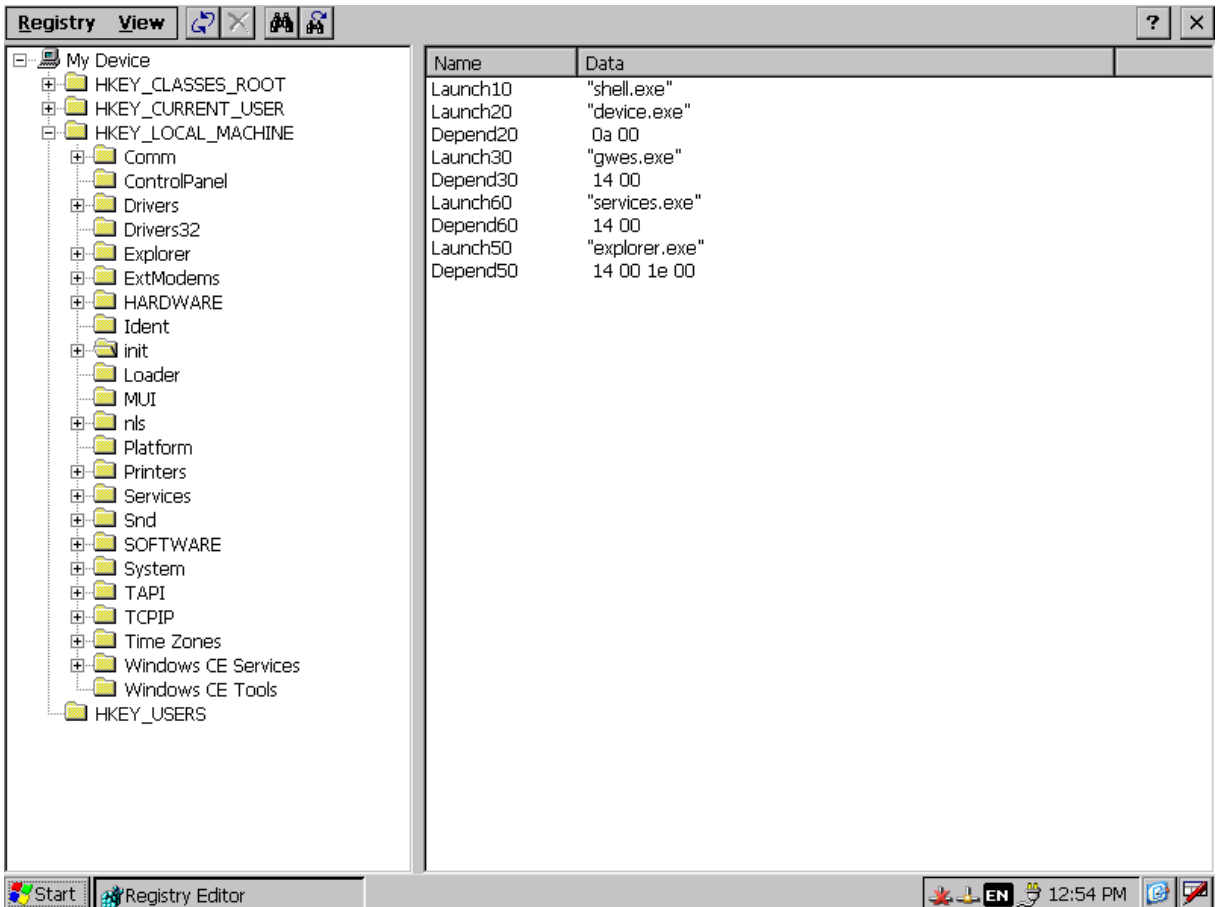 Registry View ? ×
My Device
HKEY_CLASSES_ROOT
HKEY_CURRENT_USER
HKEY_LOCAL_MACHINE
Comm
ControlPanel
Drivers
Drivers32
Explorer
ExtModems
HARDWARE
Ident
init
Loader
MUI
nls
Platform
Printers
Services
Snd
SOFTWARE
System
TAPI
TCPIP
Time Zones
Windows CE Services
Windows CE Tools
HKEY_USERS
Name Data
Launch10 "shell.exe"
Launch20 "device.exe"
Depend20 0a 00
Launch30 "gwes.exe"
Depend30 14 00
Launch60 "services.exe"
Depend60 14 00
Launch50 "explorer.exe"
Depend50 14 00 1e 00
Start Registry Editor EN 12:54 PM